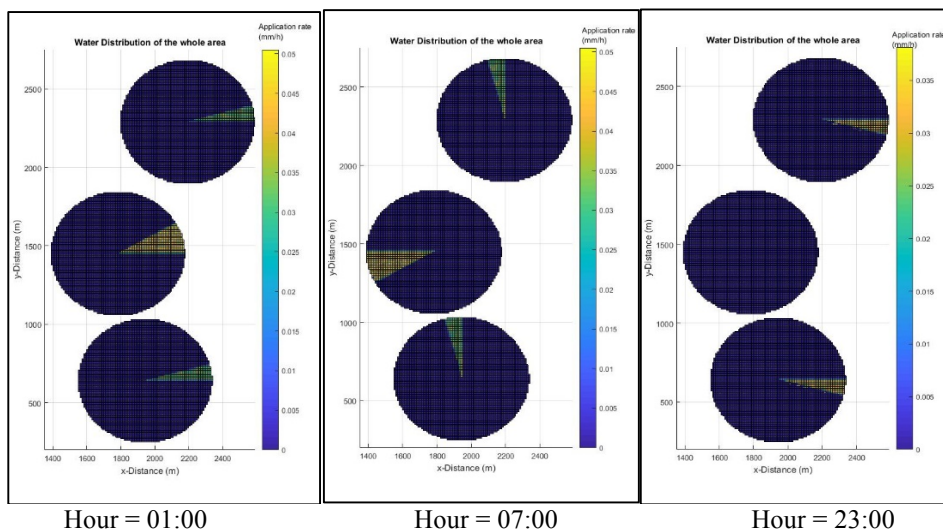 Application rate
(mm/h)
Water Distribution of the whole area
0.05
0.045
0.04
0.035
0.03
0.025
0.02
0.015
0.01
0.005
0
2500
2000
1500
1000
500
y-Distance (m)
1400 1600 1800 2000 2200 2400
x-Distance (m)
Hour = 01:00
Application rate
(mm/h)
Water Distribution of the whole area
0.05
0.045
0.04
0.035
0.03
0.025
0.02
0.015
0.01
0.005
0
2500
2000
1500
1000
500
y-Distance (m)
1400 1600 1800 2000 2200 2400
x-Distance (m)
Hour = 07:00
Application rate
(mm/h)
Water Distribution of the whole area
0.035
0.03
0.025
0.02
0.015
0.01
0.005
0
2500
2000
1500
1000
500
y-Distance (m)
1400 1600 1800 2000 2200 2400
x-Distance (m)
Hour = 23:00